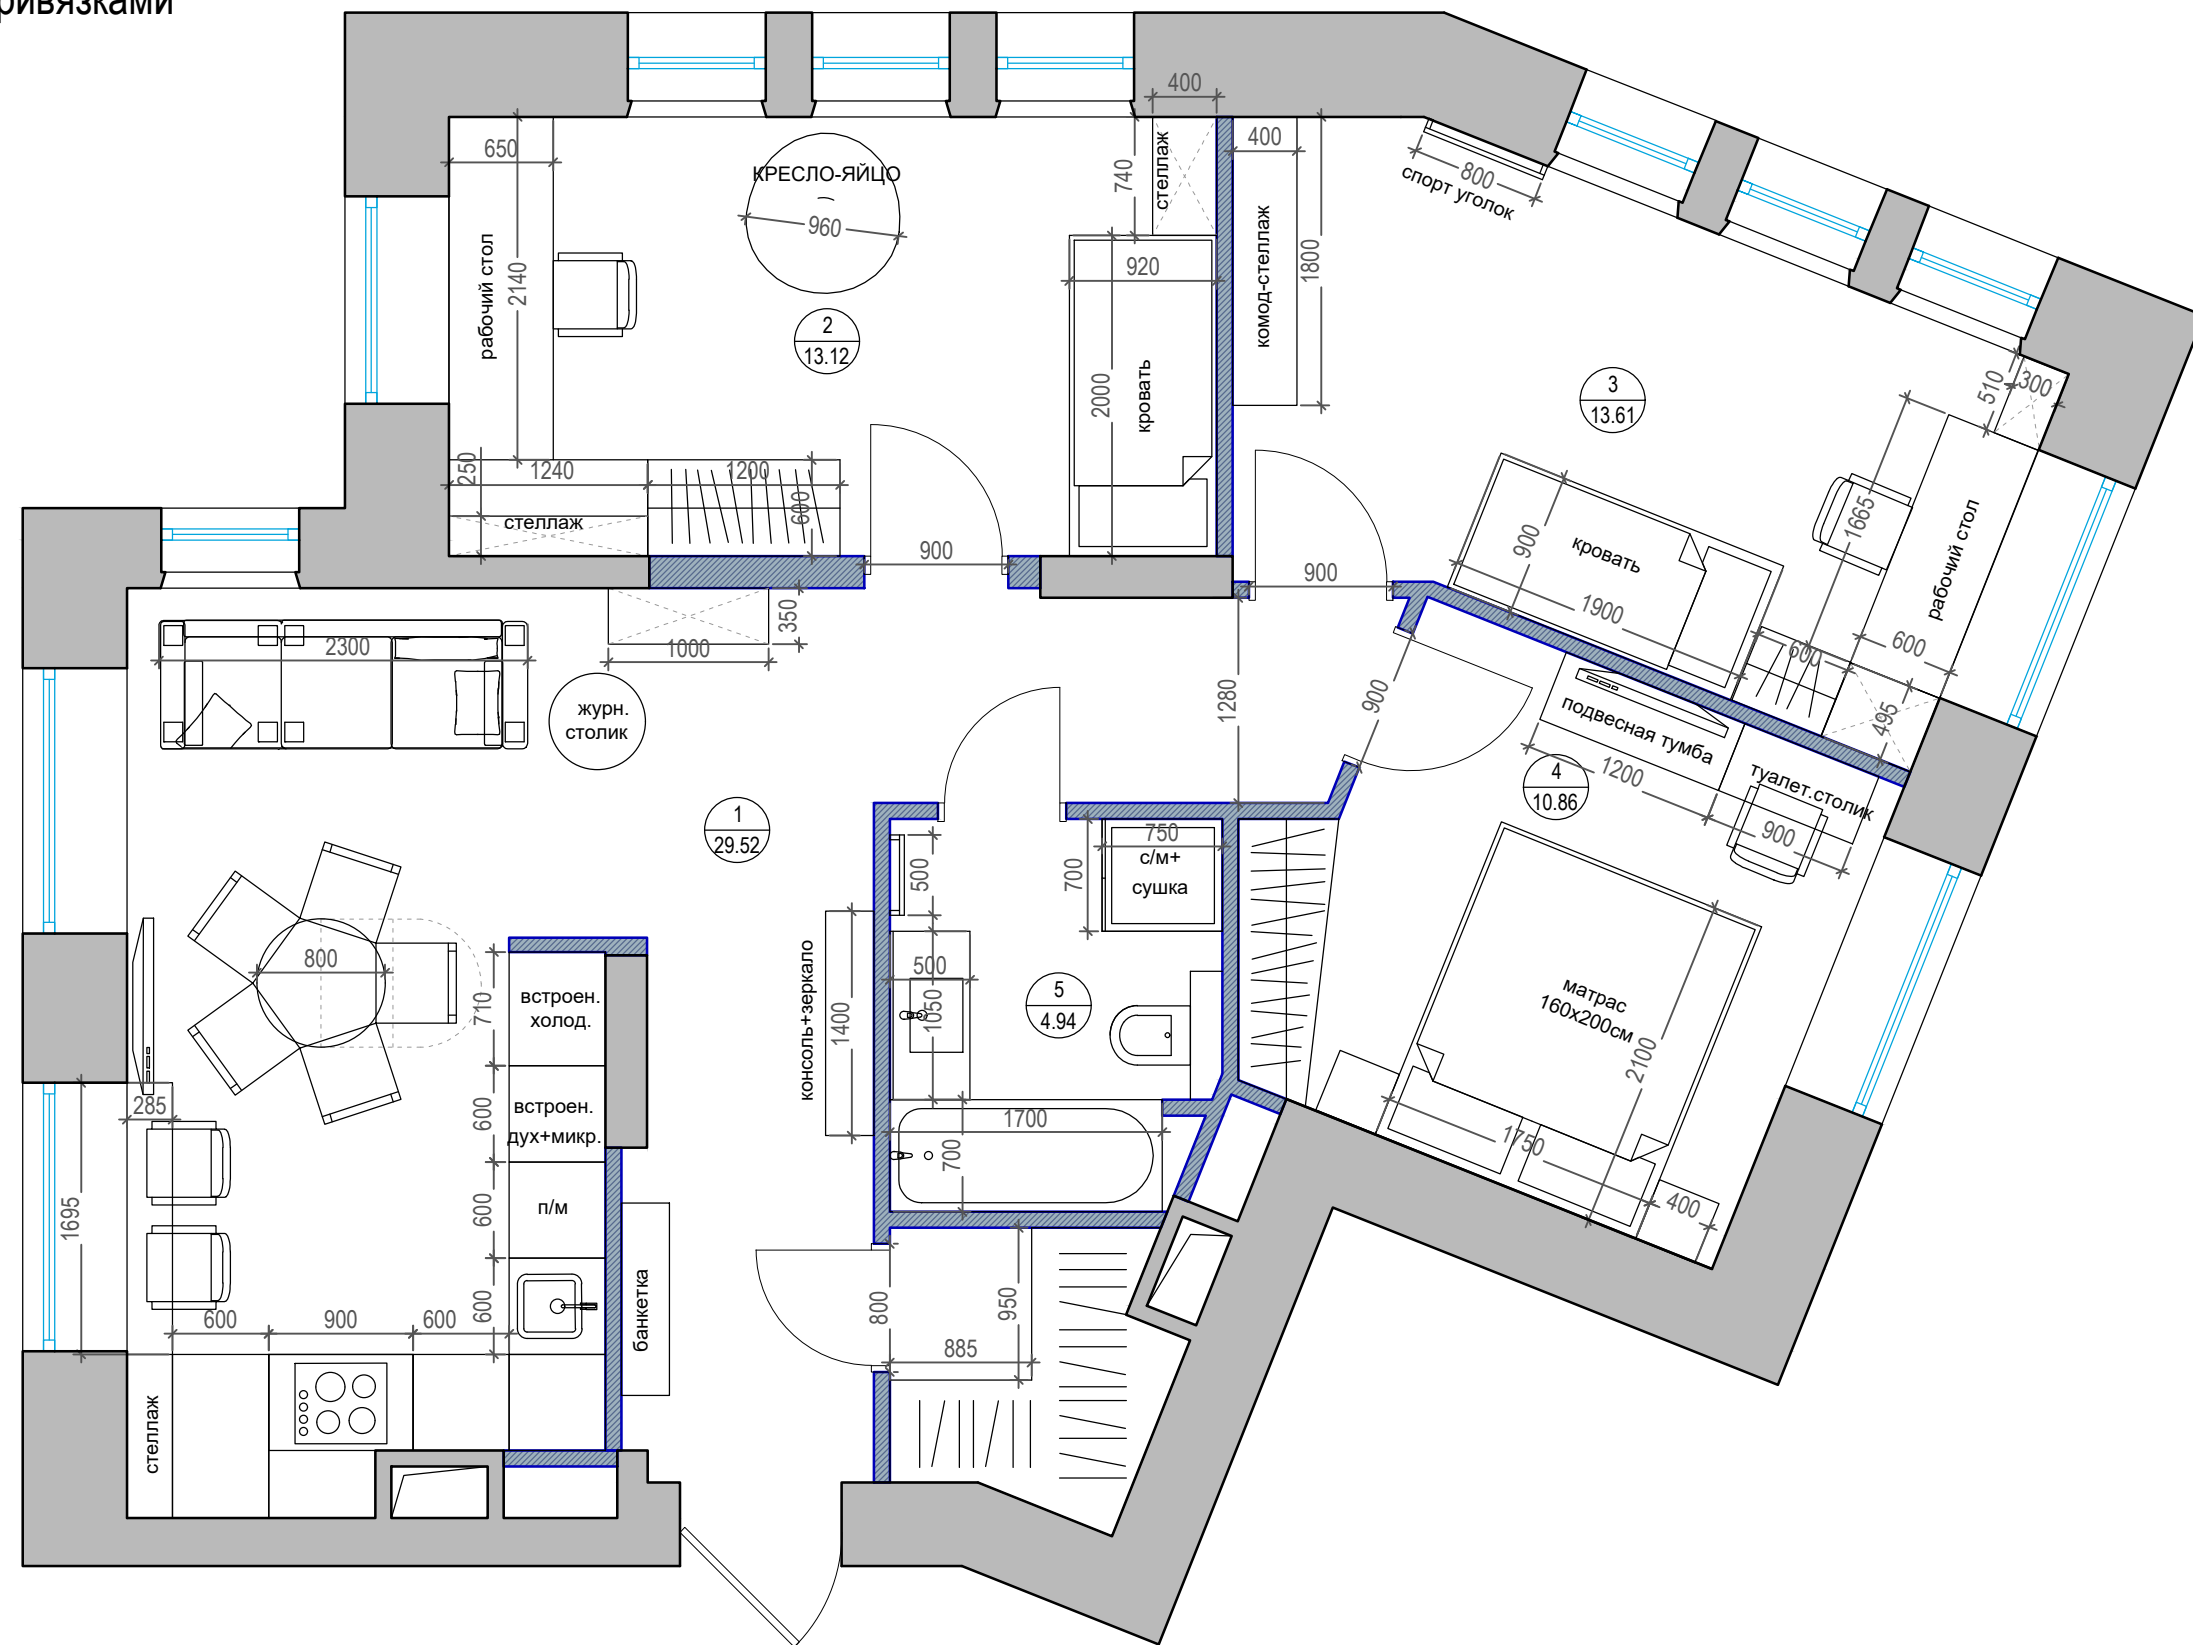 ривязками
400
650
КРЕСЛО-ЯЙЦО
960
рабочий стол
2140
740
стеллаж
400
комод-стеллаж
1800
800
спорт уголок
920
2
13.12
2000
кровать
3
13.61
510
300
1665
рабочий стол
900
кровать
1900
600
600
495
250
1240
1200
600
стеллаж
900
900
2300
1000
350
журн.
столик
1280
900
подвесная тумба
1200
туалет.столик
900
4
10.86
1
29.52
750
700
с/м+
сушка
500
800
710
встроен.
холод.
консоль+зеркало
1400
500
1050
5
4.94
матрас
160х200см
2100
1750
400
285
600
встроен.
дух+микр.
1700
700
1695
600
п/м
600
банкетка
600
900
600
800
950
885
стеллаж